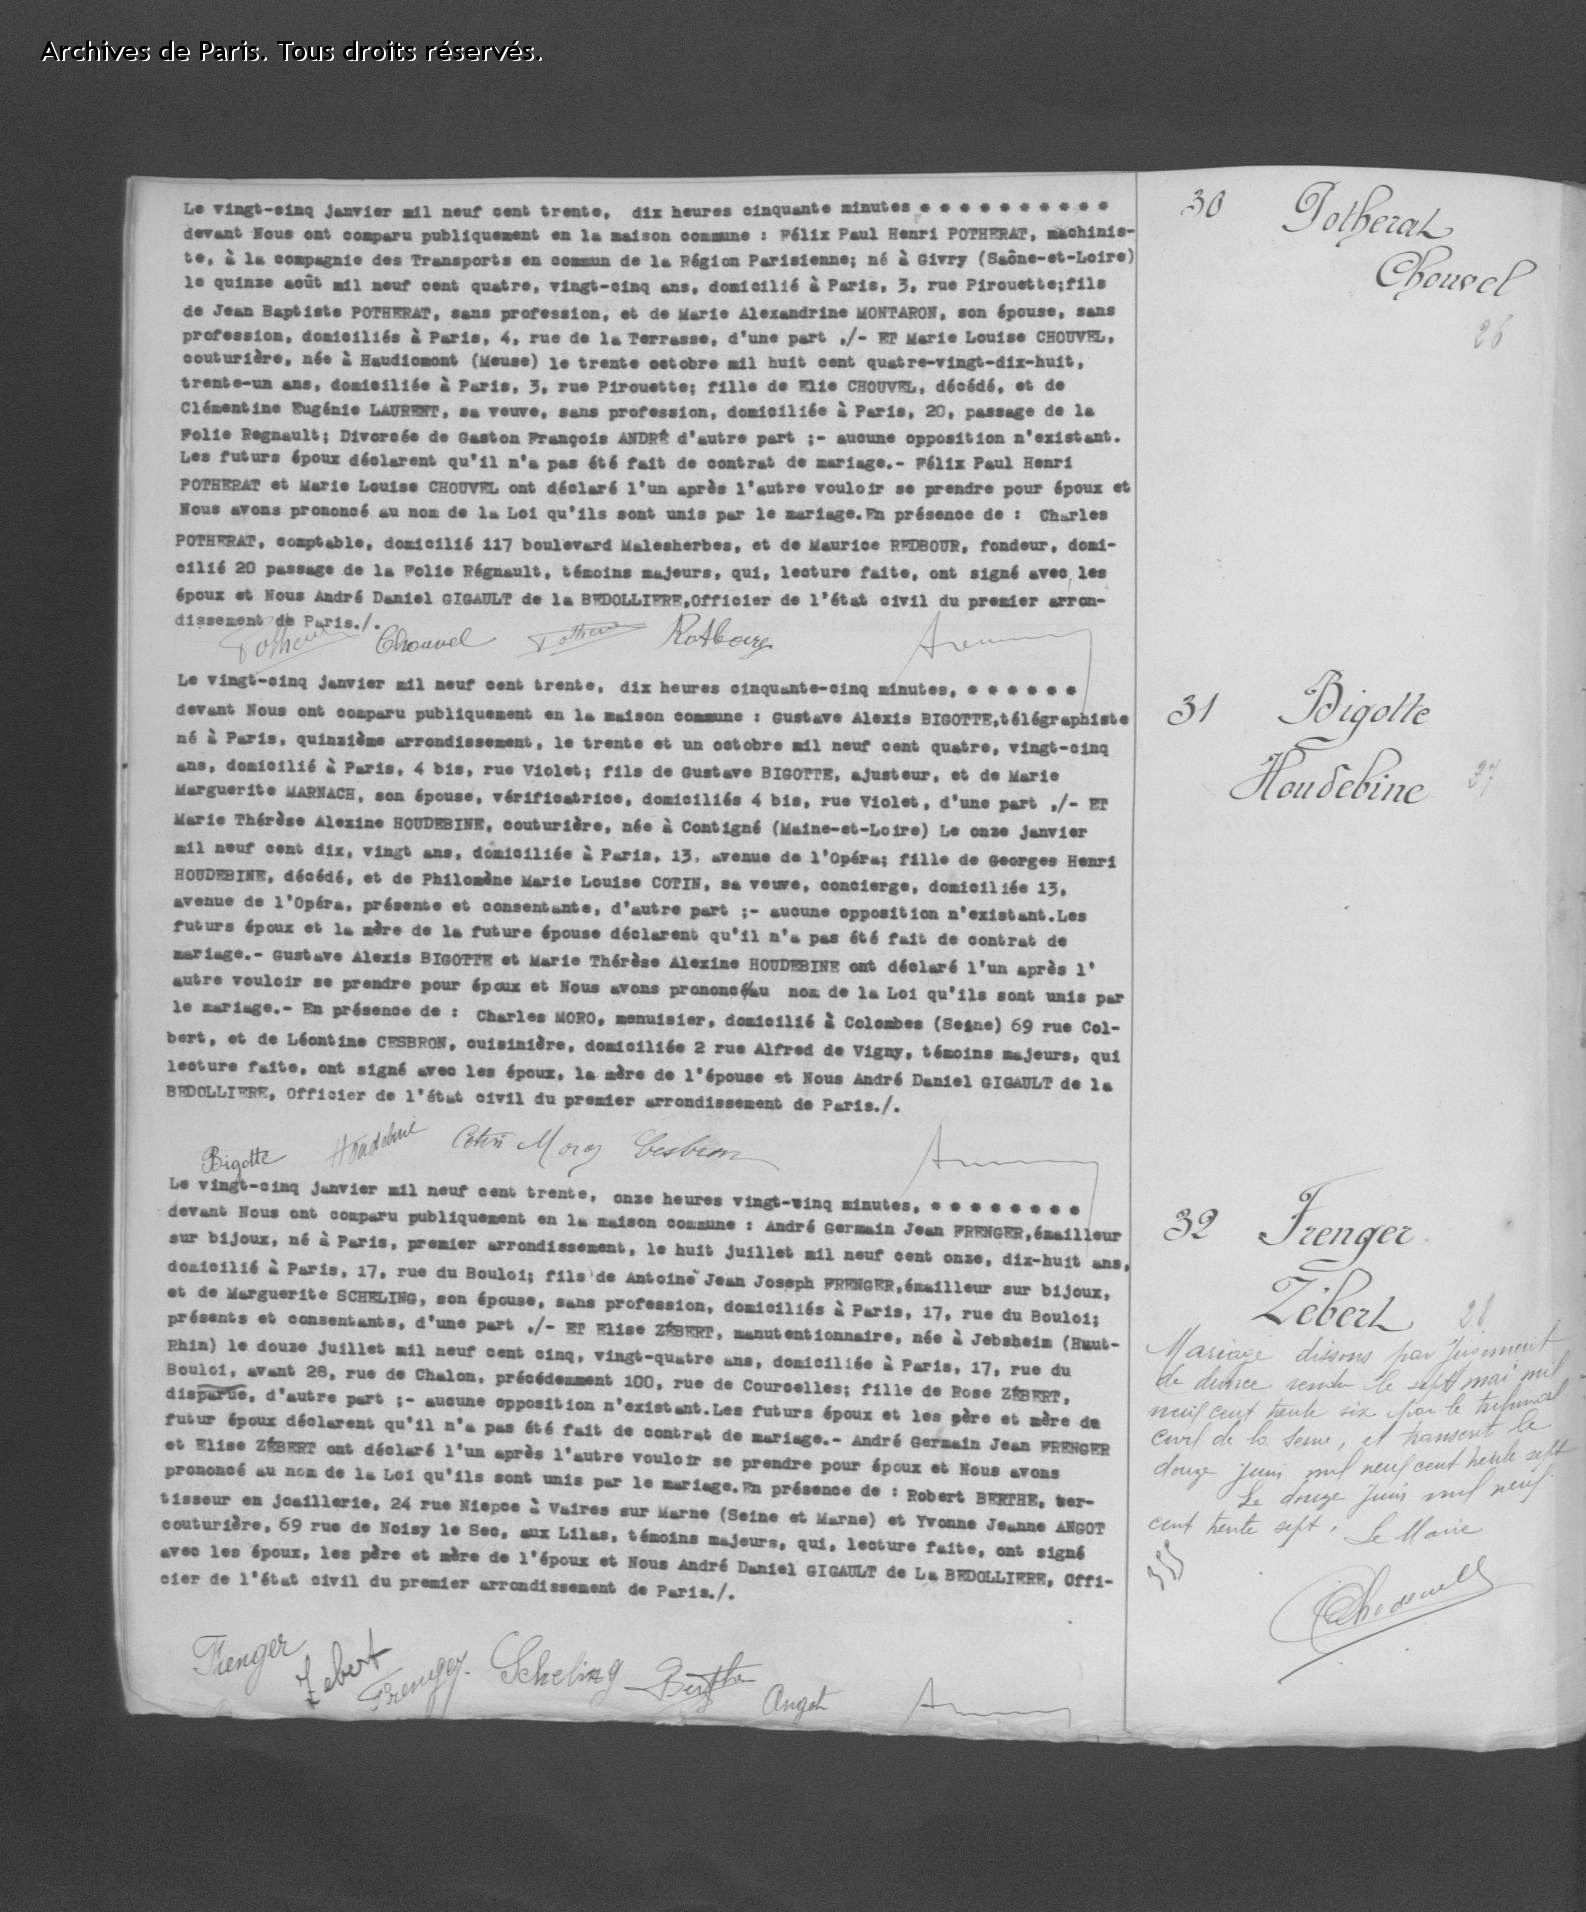 Archives de Paris. Tous droits réservés.
Le vingt-cinq janvier mil neuf cent trente, dix heures cinquante minutes * * * * * * * * * *
devant Nous ont comparu publiquement en la maison commune : Félix Paul Henri POTHERAT, machinis-
te, à la compagnie des Transports en commun de la Région Parisienne; né à Givry (Saône-et-Loire)
le quinze août mil neuf cent quatre, vingt-cinq ans, domicilié à Paris, 3, rue Pirouette;fils
de Jean Baptiste POTHERAT, sans profession, et de Marie Alexandrine MONTARON, son épouse, sans
profession, domiciliés à Paris, 4, rue de la Terrasse, d'une part ./- ET Marie Louise CHOUVEL,
couturière, née à Haudiomont (Meuse) le trente octobre mil huit cent quatre-vingt-dix-huit,
trente-un ans, domiciliée à Paris, 3, rue Pirouette; fille de Elie CHOUVEL, décédé, et de
Clémentine Eugénie LAURENT, sa veuve, sans profession, domiciliée à Paris, 20, passage de la
Folie Regnault; Divorcée de Gaston François ANDRÉ d'autre part ;- aucune opposition n'existant.
Les futurs époux déclarent qu'il n'a pas été fait de contrat de mariage.- Félix Paul Henri
POTHERAT et Marie Louise CHOUVEL ont déclaré l'un après l'autre vouloir se prendre pour époux et
Nous avons prononcé au nom de la Loi qu'ils sont unis par le mariage.En présence de : Charles
POTHERAT, comptable, domicilié 117 boulevard Malesherbes, et de Maurice REDBOUR, fondeur, domi-
cilié 20 passage de la Folie Régnault, témoins majeurs, qui, lecture faite, ont signé avec les
époux et Nous André Daniel GIGAULT de la BEDOLLIERE,Officier de l'état civil du premier arron-
dissement de Paris./.
Potherat Chouvel Potherat
30 Potherat
Chouvel
26
Le vingt-cinq janvier mil neuf cent trente, dix heures cinquante-cinq minutes, * * * * * *
devant Nous ont comparu publiquement en la maison commune : Gustave Alexis BIGOTTE,télégraphiste
né à Paris, quinzième arrondissement, le trente et un octobre mil neuf cent quatre, vingt-cinq
ans, domicilié à Paris, 4 bis, rue Violet; fils de Gustave BIGOTTE, ajusteur, et de Marie
Marguerite MARNACH, son épouse, vérificatrice, domiciliés 4 bis, rue Violet, d'une part ./- ET
Marie Thérèse Alexine HOUDEBINE, couturière, née à Contigné (Maine-et-Loire) Le onze janvier
mil neuf cent dix, vingt ans, domiciliée à Paris, 13, avenue de l'Opéra; fille de Georges Henri
HOUDEBINE, décédé, et de Philomène Marie Louise COTIN, sa veuve, concierge, domiciliée 13,
avenue de l'Opéra, présente et consentante, d'autre part ;- aucune opposition n'existant.Les
futurs époux et la mère de la future épouse déclarent qu'il n'a pas été fait de contrat de
mariage.- Gustave Alexis BIGOTTE et Marie Thérèse Alexine HOUDEBINE ont déclaré l'un après l'
autre vouloir se prendre pour époux et Nous avons prononcé/au nom de la Loi qu'ils sont unis par
le mariage.- En présence de : Charles MORO, menuisier, domicilié à Colombes (Seine) 69 rue Col-
bert, et de Léontine CESBRON, cuisinière, domiciliée 2 rue Alfred de Vigny, témoins majeurs, qui
lecture faite, ont signé avec les époux, la mère de l'épouse et Nous André Daniel GIGAULT de la
BEDOLLIERE, Officier de l'état civil du premier arrondissement de Paris./.
Bigotte Houdebine Cotin Moro Cesbron
31 Bigotte
Houdebine 27
Le vingt-cinq janvier mil neuf cent trente, onze heures vingt-cinq minutes, * * * * * * * *
devant Nous ont comparu publiquement en la maison commune : André Germain Jean FRENGER,émailleur
sur bijoux, né à Paris, premier arrondissement, le huit juillet mil neuf cent onze, dix-huit ans,
domicilié à Paris, 17, rue du Bouloi; fils de Antoine Jean Joseph FRENGER,émailleur sur bijoux,
et de Marguerite SCHELING, son épouse, sans profession, domiciliés à Paris, 17, rue du Bouloi;
présents et consentants, d'une part ./- ET Elise ZÉBERT, manutentionnaire, née à Jebsheim (Haut-
Rhin) le douze juillet mil neuf cent cinq, vingt-quatre ans, domiciliée à Paris, 17, rue du
Bouloi, avant 28, rue de Chalon, précédemment 100, rue de Courcelles; fille de Rose ZÉBERT,
disparue, d'autre part ;- aucune opposition n'existant.Les futurs époux et les père et mère du
futur époux déclarent qu'il n'a pas été fait de contrat de mariage.- André Germain Jean FRENGER
et Elise ZÉBERT ont déclaré l'un après l'autre vouloir se prendre pour époux et Nous avons
prononcé au nom de la Loi qu'ils sont unis par le mariage.En présence de : Robert BERTHE, ser-
tisseur en joaillerie, 24 rue Niepce à Vaires sur Marne (Seine et Marne) et Yvonne Jeanne ANGOT
couturière, 69 rue de Noisy le Sec, aux Lilas, témoins majeurs, qui, lecture faite, ont signé
avec les époux, les père et mère de l'époux et Nous André Daniel GIGAULT de La BEDOLLIERE, Offi-
cier de l'état civil du premier arrondissement de Paris./.
Frenger Zebert Frenger Scheling Berthe Angot
32 Frenger
Zébert 28
Mariage dissous par jugement
de divorce rendu le sept mai mil
neuf cent trente six par le tribunal
civil de la Seine, et transcrit le
douze juin mil neuf cent trente sept
Le douze juin mil neuf
cent trente sept. Le Maire